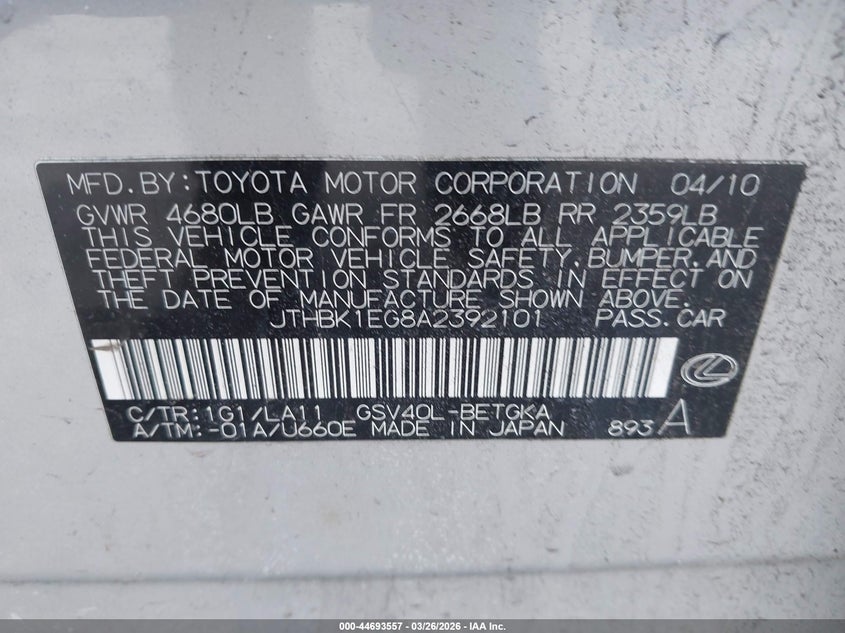 MFD.BY:TOYOTA MOTOR CORPORATION 04/10
GVWR 4680LB GAWR FR 2668LB RR 2359LB
THIS VEHICLE CONFORMS TO ALL APPLICABLE
FEDERAL MOTOR VEHICLE SAFETY,BUMPER,AND
THEFT PREVENTION STANDARDS IN EFFECT ON
THE DATE OF MANUFACTURE SHOWN ABOVE.
JTHBK1EG8A2392101 PASS.CAR
C/TR:1G1/LA11 GSV40L-BETGKA
A/TM:-01A/U660E MADE IN JAPAN 893 A
000-44693557 | 03/26/2026 - IAA Inc.